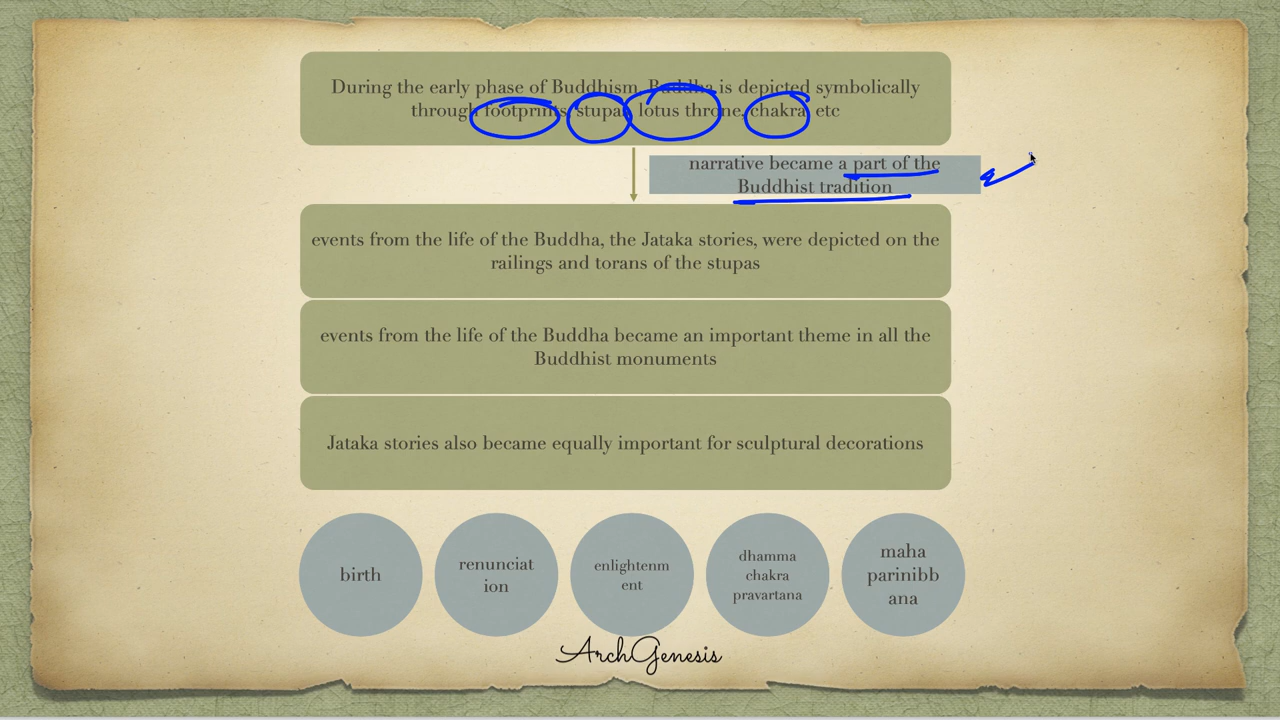 During the early phase of Buddhism, Buddha is depicted symbolically
through footprints, stupas, lotus throne, chakra, etc
narrative became a part of the
Buddhist tradition
events from the life of the Buddha, the Jataka stories, were depicted on the
railings and torans of the stupas
events from the life of the Buddha became an important theme in all the
Buddhist monuments
Jataka stories also became equally important for sculptural decorations
birth
renunciat
ion
enlightenm
ent
dhamma
chakra
pravartana
maha
parinibb
ana
ArchGenesis